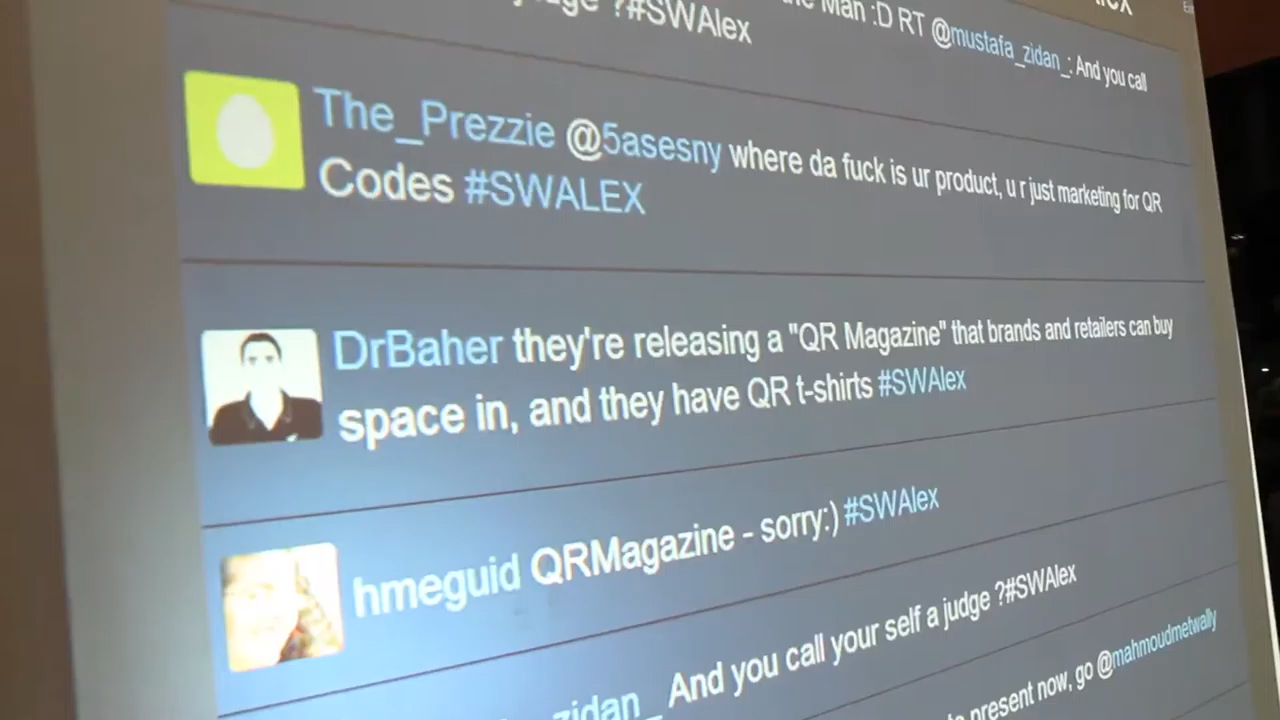 the Man :D RT @mustafa_zidan_: And you call
judge ?#SWAlex
The_Prezzie @5asesny where da fuck is ur product, u r just marketing for QR
Codes #SWALEX
DrBaher they're releasing a "QR Magazine" that brands and retailers can buy
space in, and they have QR t-shirts #SWAlex
hmeguid QRMagazine - sorry:) #SWAlex
zidan_ And you call your self a judge ?#SWAlex
present now, go @mahmoudmetwally